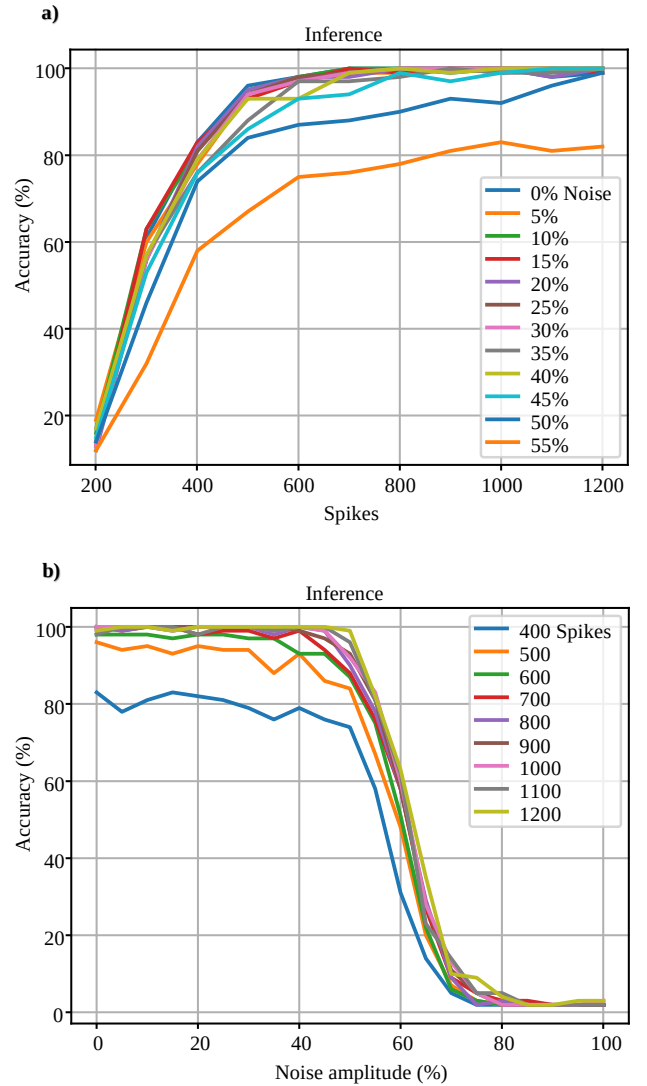 a)
Inference
100
80
60
40
20
Accuracy (%)
0% Noise
5%
10%
15%
20%
25%
30%
35%
40%
45%
50%
55%
200 400 600 800 1000 1200
Spikes
b)
Inference
100
80
60
40
20
0
Accuracy (%)
400 Spikes
500
600
700
800
900
1000
1100
1200
0 20 40 60 80 100
Noise amplitude (%)